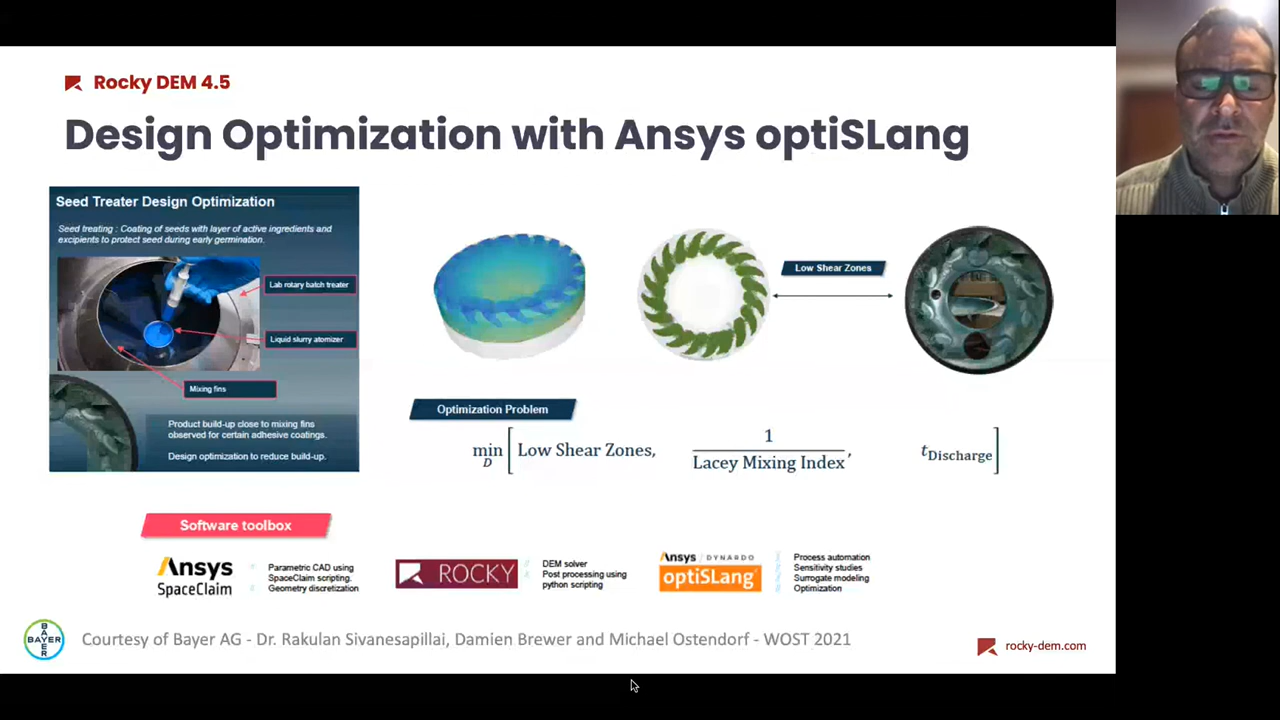 Rocky DEM 4.5
Design Optimization with Ansys optiSLang
Seed Treater Design Optimization
Seed treating : Coating of seeds with layer of active ingredients and
excipients to protect seed during early germination.
Lab rotary batch treater
Liquid slurry atomizer
Mixing fins
Product build-up close to mixing fins
observed for certain adhesive coatings.
Design optimization to reduce build-up.
Low Shear Zones
Optimization Problem
min D [ Low Shear Zones, 1 / Lacey Mixing Index, tDischarge ]
Software toolbox
Ansys
SpaceClaim
Parametric CAD using
SpaceClaim scripting.
Geometry discretization
ROCKY
DEM solver
Post processing using
python scripting
Ansys / DYNARDO
optiSLang
Process automation
Sensitivity studies
Surrogate modeling
Optimization
BAYER
BAYER
Courtesy of Bayer AG - Dr. Rakulan Sivanesapillai, Damien Brewer and Michael Ostendorf - WOST 2021
rocky-dem.com